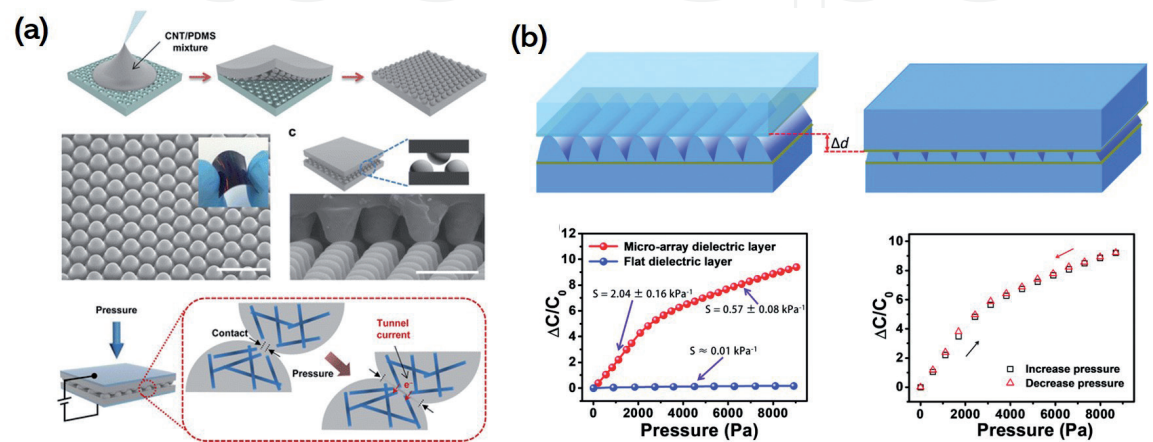 (a)
CNT/PDMS
mixture
C
Pressure
Contact
Pressure
Tunnel
current
e⁻
(b)
Δd
ΔC/C₀
12
10
8
6
4
2
0
Micro-array dielectric layer
Flat dielectric layer
S = 2.04 ± 0.16 kPa⁻¹
S = 0.57 ± 0.08 kPa⁻¹
S ≈ 0.01 kPa⁻¹
0 2000 4000 6000 8000
Pressure (Pa)
ΔC/C₀
10
8
6
4
2
0
Increase pressure
Decrease pressure
0 2000 4000 6000 8000
Pressure (Pa)